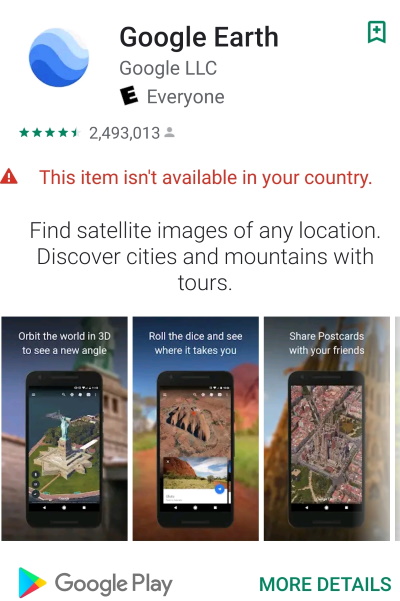 Google Earth
Google LLC
E Everyone
2,493,013
This item isn't available in your country.
Find satellite images of any location.
Discover cities and mountains with
tours.
Orbit the world in 3D
to see a new angle
Roll the dice and see
where it takes you
Share Postcards
with your friends
Google Play
MORE DETAILS